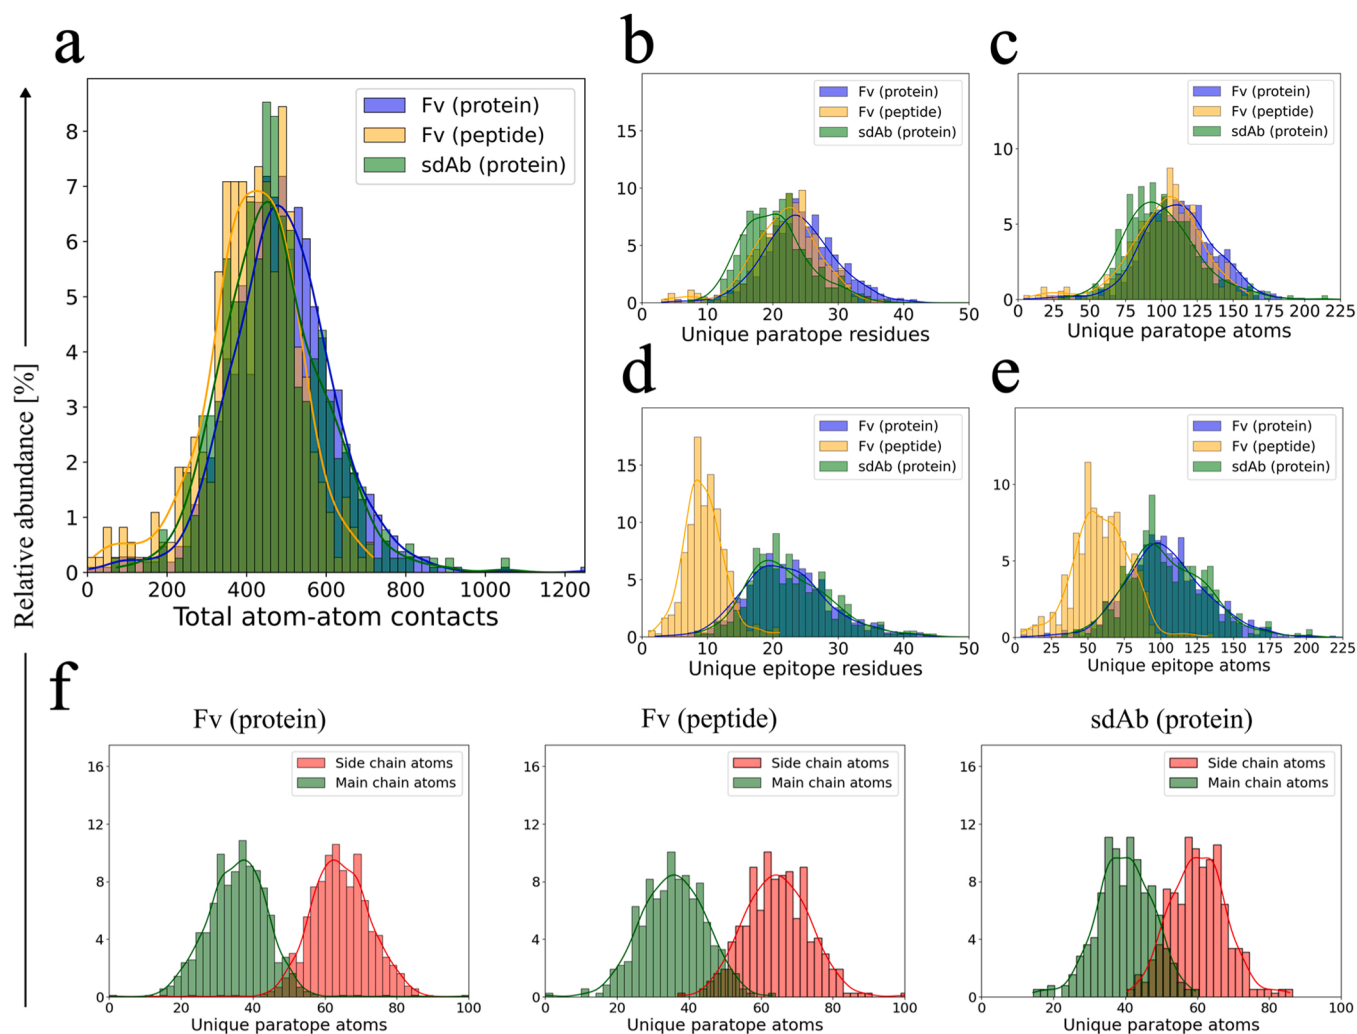 a
Relative abundance [%]
Fv (protein)
Fv (peptide)
sdAb (protein)
8
7
6
5
4
3
2
1
0
0 200 400 600 800 1000 1200
Total atom-atom contacts
b
Fv (protein)
Fv (peptide)
sdAb (protein)
15
10
5
0
0 10 20 30 40 50
Unique paratope residues
c
Fv (protein)
Fv (peptide)
sdAb (protein)
10
5
0
0 25 50 75 100 125 150 175 200 225
Unique paratope atoms
d
Fv (protein)
Fv (peptide)
sdAb (protein)
15
10
5
0
0 10 20 30 40 50
Unique epitope residues
e
Fv (protein)
Fv (peptide)
sdAb (protein)
10
5
0
0 25 50 75 100 125 150 175 200 225
Unique epitope atoms
f
Fv (protein)
Side chain atoms
Main chain atoms
16
12
8
4
0
0 20 40 60 80 100
Unique paratope atoms
Fv (peptide)
Side chain atoms
Main chain atoms
16
12
8
4
0
0 20 40 60 80 100
Unique paratope atoms
sdAb (protein)
Side chain atoms
Main chain atoms
16
12
8
4
0
0 20 40 60 80 100
Unique paratope atoms